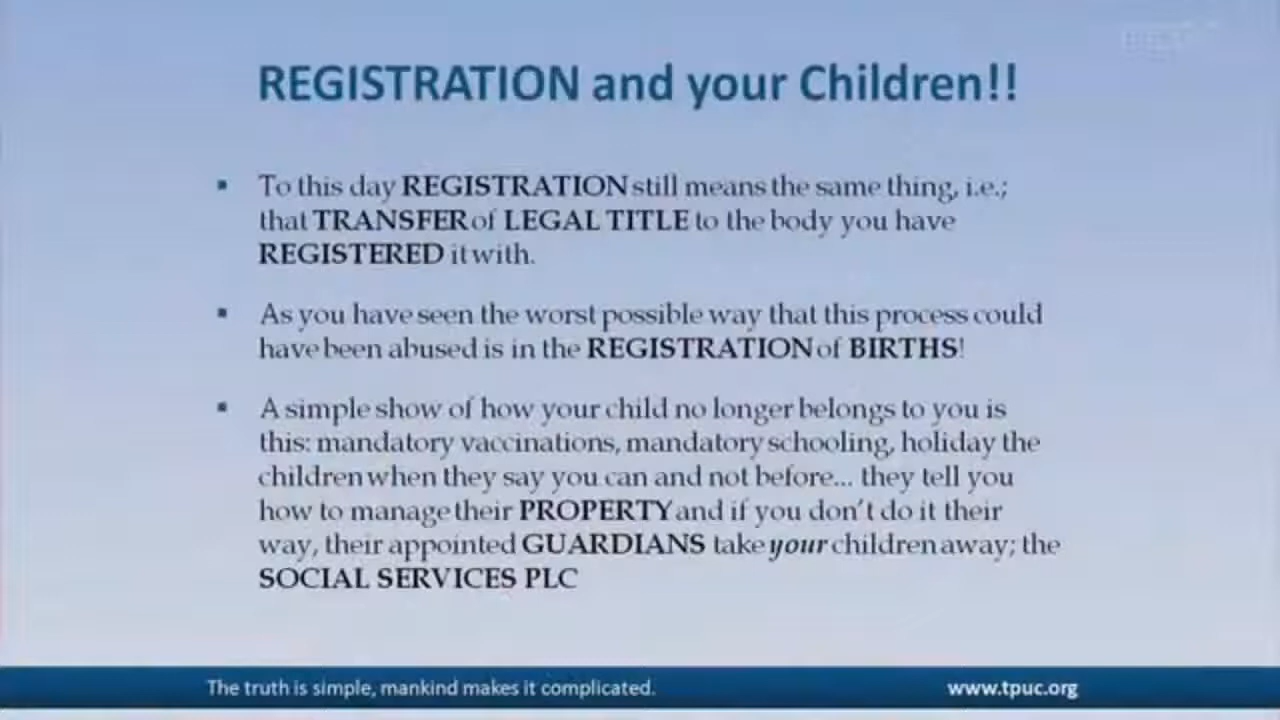 REGISTRATION and your Children!!
▪ To this day REGISTRATION still means the same thing, i.e.;
that TRANSFER of LEGAL TITLE to the body you have
REGISTERED it with.
▪ As you have seen the worst possible way that this process could
have been abused is in the REGISTRATION of BIRTHS!
▪ A simple show of how your child no longer belongs to you is
this: mandatory vaccinations, mandatory schooling, holiday the
children when they say you can and not before... they tell you
how to manage their PROPERTY and if you don't do it their
way, their appointed GUARDIANS take your children away; the
SOCIAL SERVICES PLC
The truth is simple, mankind makes it complicated.
www.tpuc.org